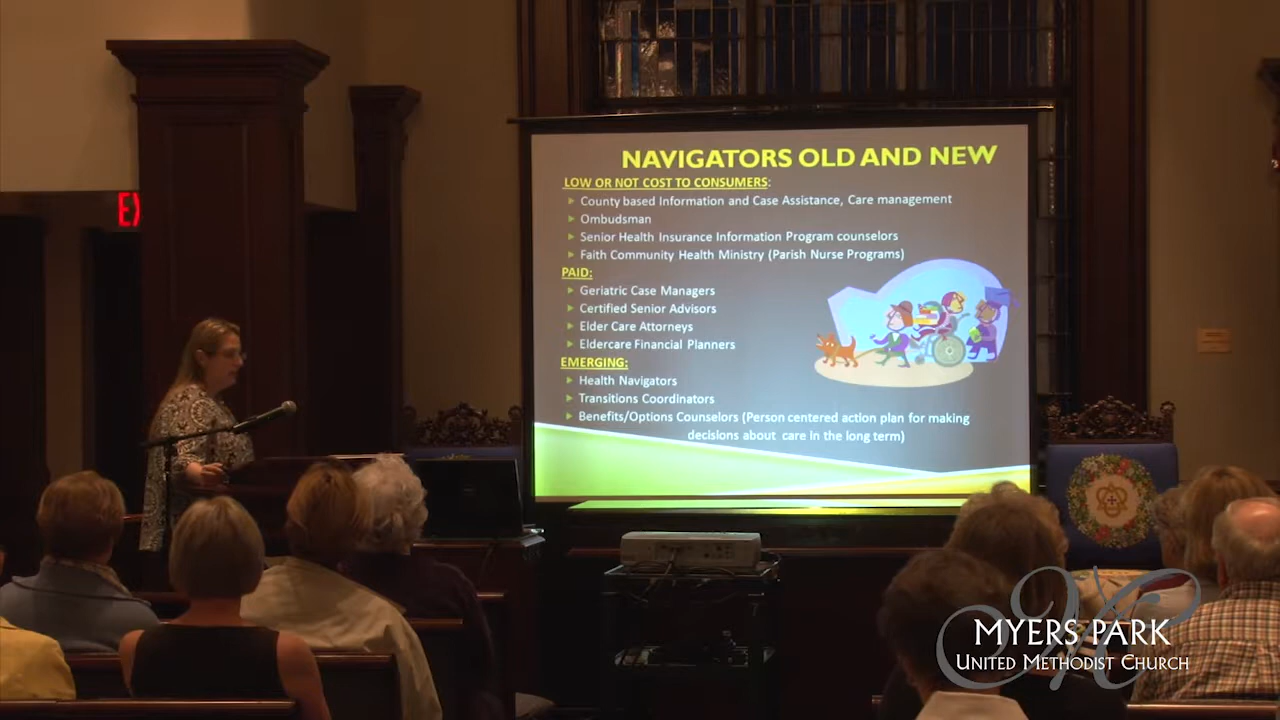 EX
NAVIGATORS OLD AND NEW
LOW OR NOT COST TO CONSUMERS:
County based Information and Case Assistance, Care management
Ombudsman
Senior Health Insurance Information Program counselors
Faith Community Health Ministry (Parish Nurse Programs)
PAID:
Geriatric Case Managers
Certified Senior Advisors
Elder Care Attorneys
Eldercare Financial Planners
EMERGING:
Health Navigators
Transitions Coordinators
Benefits/Options Counselors (Person centered action plan for making
decisions about care in the long term)
MYERS PARK
UNITED METHODIST CHURCH